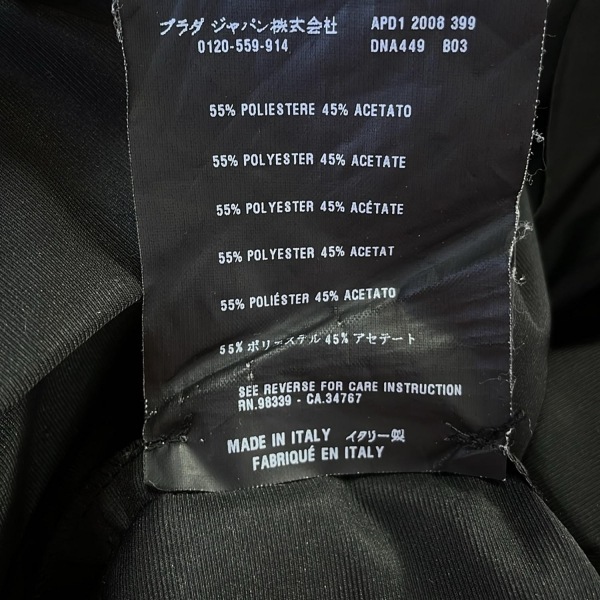 プラダ ジャパン株式会社 APD1 2008 399
0120-559-914 DNA449 B03
55% POLIESTERE 45% ACETATO
55% POLYESTER 45% ACETATE
55% POLYESTER 45% ACÉTATE
55% POLYESTER 45% ACETAT
55% POLIÉSTER 45% ACETATO
55% ポリエステル 45% アセテート
SEE REVERSE FOR CARE INSTRUCTION
RN.98339 - CA.34767
MADE IN ITALY イタリー製
FABRIQUÉ EN ITALY